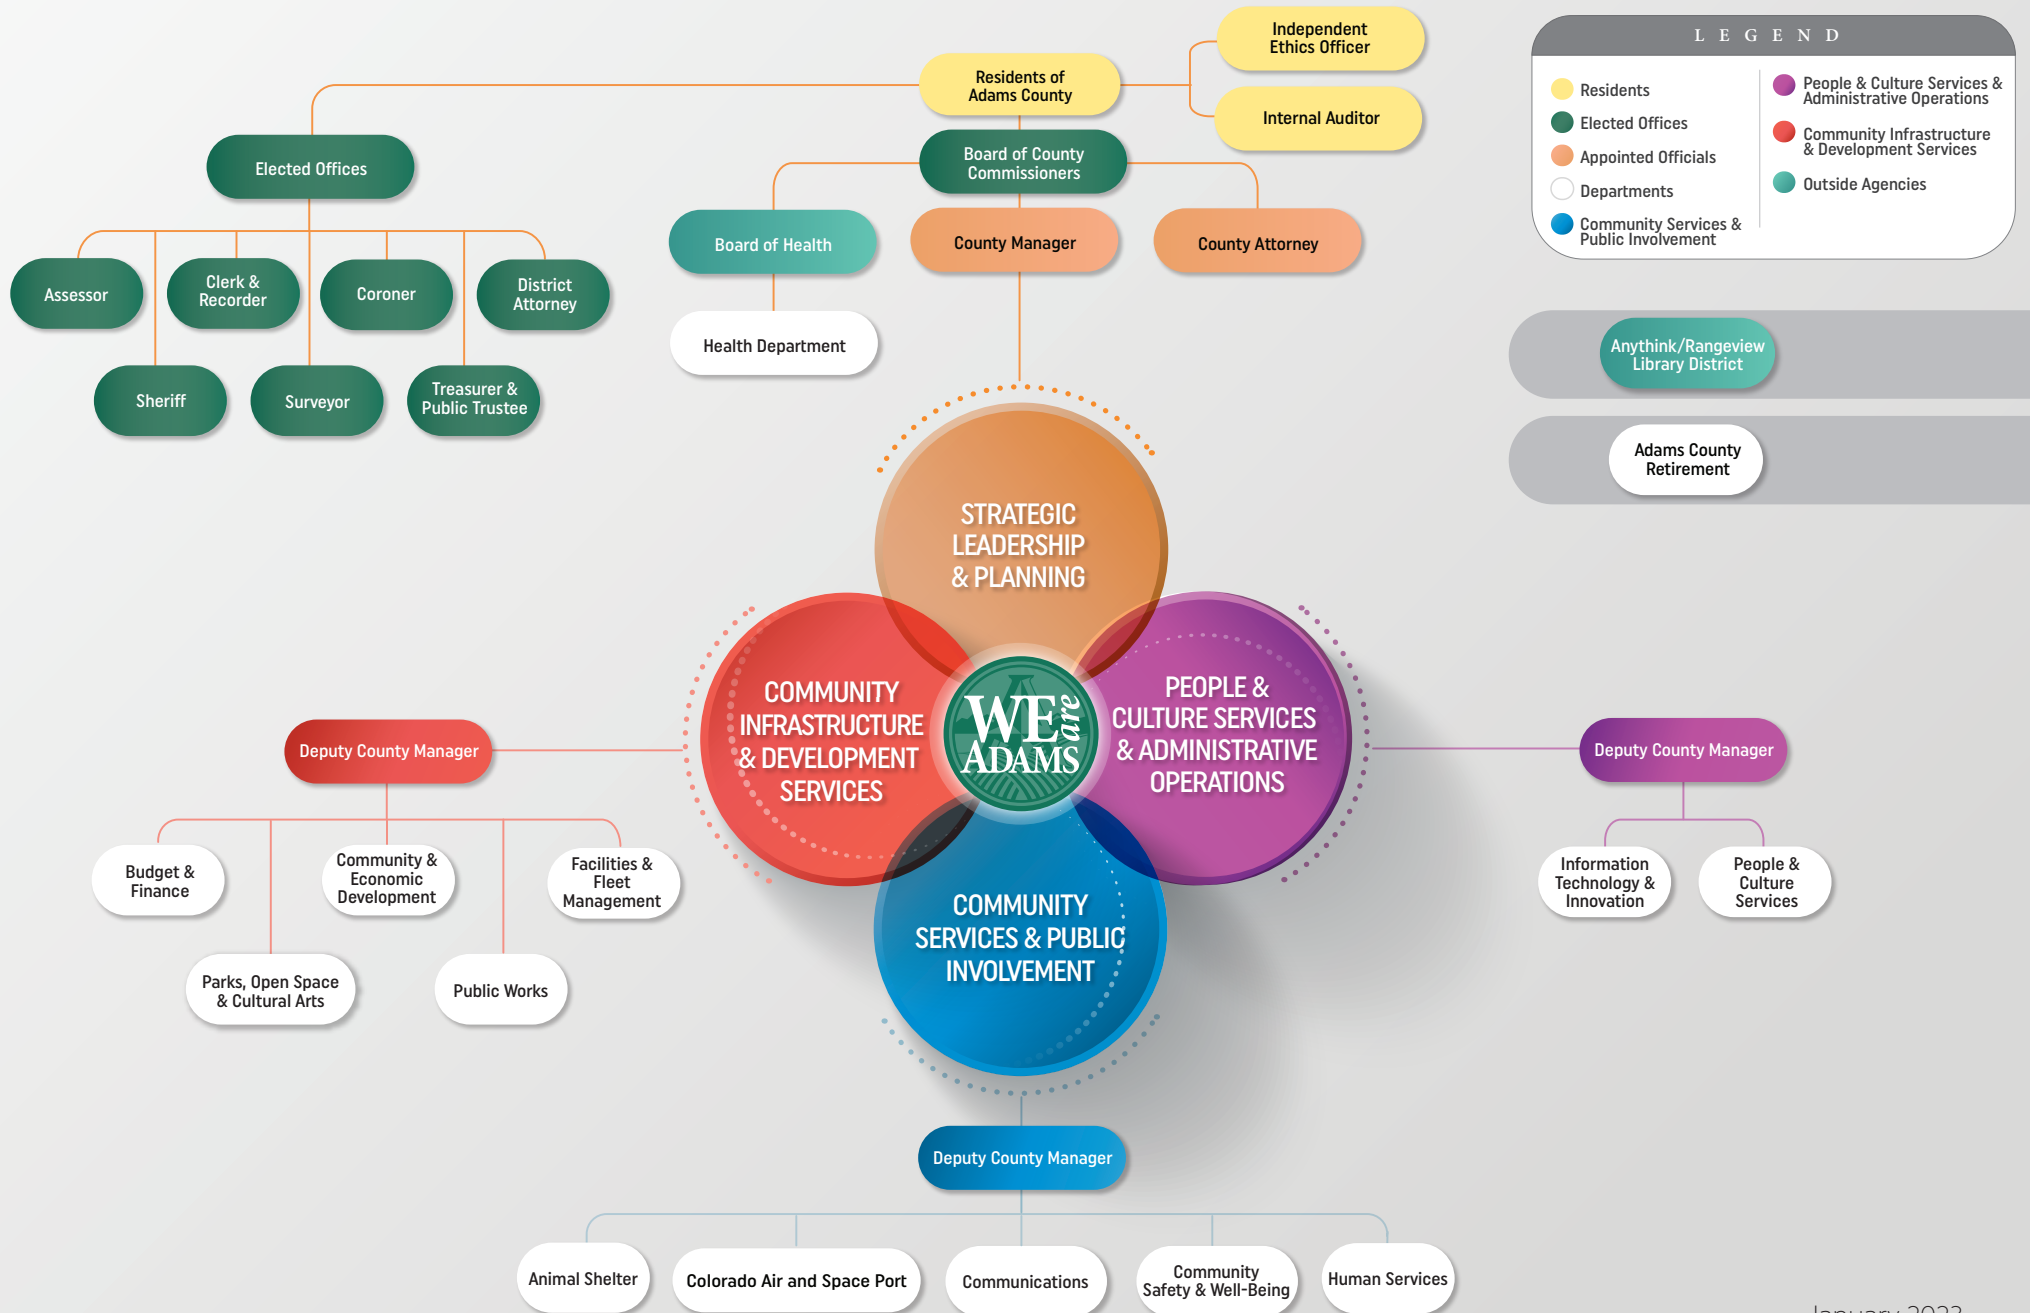 Independent
Ethics Officer
Residents of
Adams County
Internal Auditor
Elected Offices
Board of County
Commissioners
Board of Health
County Manager
County Attorney
Assessor
Clerk &
Recorder
Coroner
District
Attorney
Health Department
Sheriff
Surveyor
Treasurer &
Public Trustee
LEGEND
Residents
Elected Offices
Appointed Officials
Departments
Community Services &
Public Involvement
People & Culture Services &
Administrative Operations
Community Infrastructure
& Development Services
Outside Agencies
Anythink/Rangeview
Library District
Adams County
Retirement
STRATEGIC
LEADERSHIP
& PLANNING
COMMUNITY
INFRASTRUCTURE
& DEVELOPMENT
SERVICES
WE are
ADAMS
PEOPLE &
CULTURE SERVICES
& ADMINISTRATIVE
OPERATIONS
COMMUNITY
SERVICES & PUBLIC
INVOLVEMENT
Deputy County Manager
Budget &
Finance
Community &
Economic
Development
Facilities &
Fleet
Management
Parks, Open Space
& Cultural Arts
Public Works
Deputy County Manager
Information
Technology &
Innovation
People &
Culture
Services
Deputy County Manager
Animal Shelter
Colorado Air and Space Port
Communications
Community
Safety & Well-Being
Human Services
January